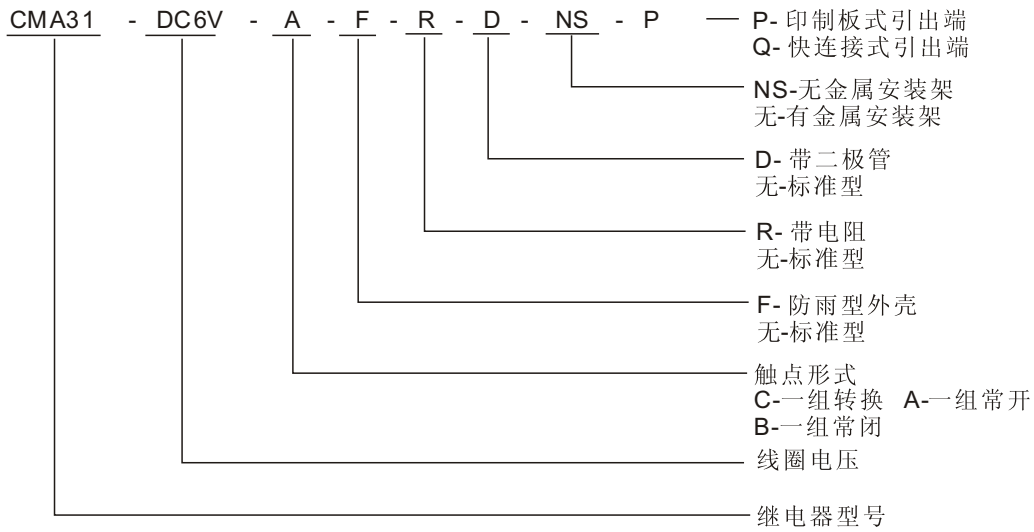 CMA31 - DC6V - A - F - R - D - NS - P — P- 印制板式引出端
Q- 快连接式引出端
NS-无金属安装架
无-有金属安装架
D- 带二极管
无-标准型
R- 带电阻
无-标准型
F- 防雨型外壳
无-标准型
触点形式
C-一组转换 A-一组常开
B-一组常闭
线圈电压
继电器型号